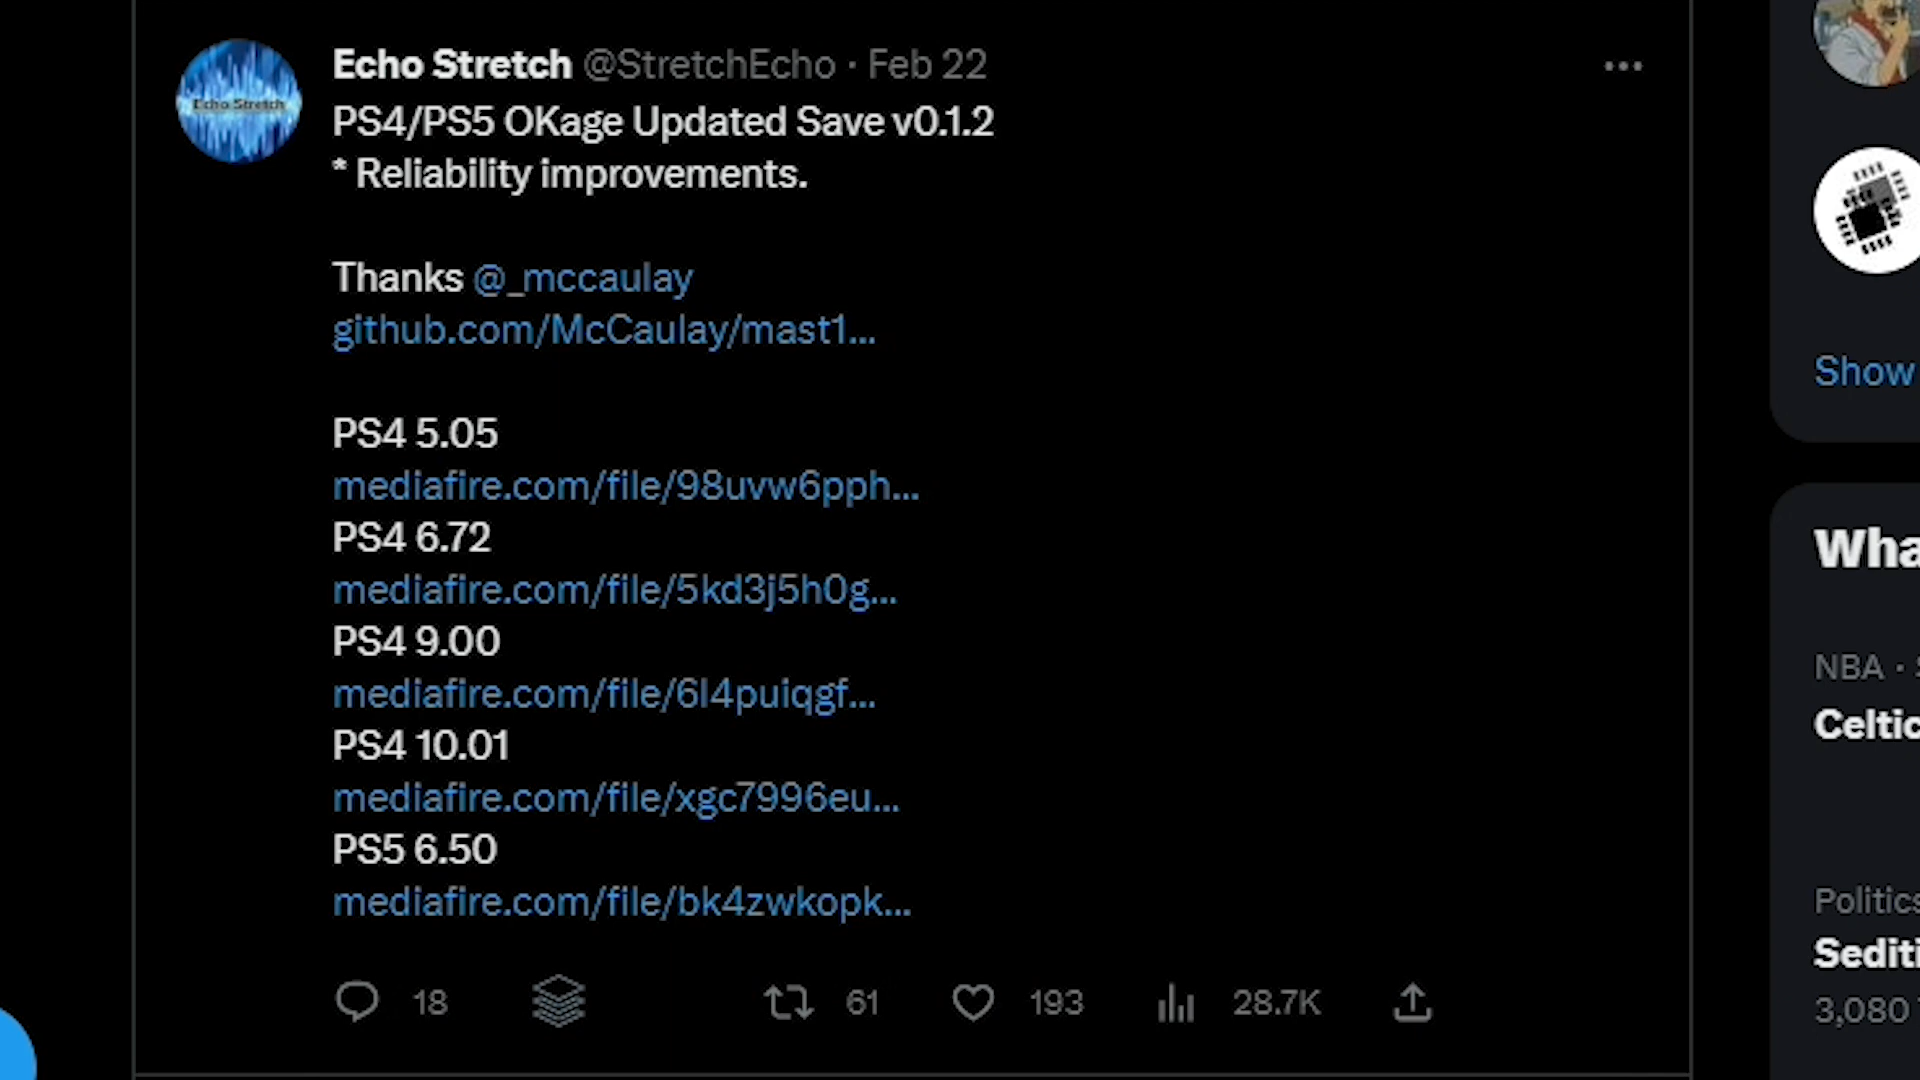 Echo Stretch @StretchEcho · Feb 22
PS4/PS5 OKage Updated Save v0.1.2
* Reliability improvements.
Thanks @_mccaulay
github.com/McCaulay/mast1...
PS4 5.05
mediafire.com/file/98uvw6pph...
PS4 6.72
mediafire.com/file/5kd3j5h0g...
PS4 9.00
mediafire.com/file/6l4puiqgf...
PS4 10.01
mediafire.com/file/xgc7996eu...
PS5 6.50
mediafire.com/file/bk4zwkopk...
18 61 193 28.7K
Echo Stretch
Show
Wha
NBA ·
Celtic
Politics
Sediti
3,080